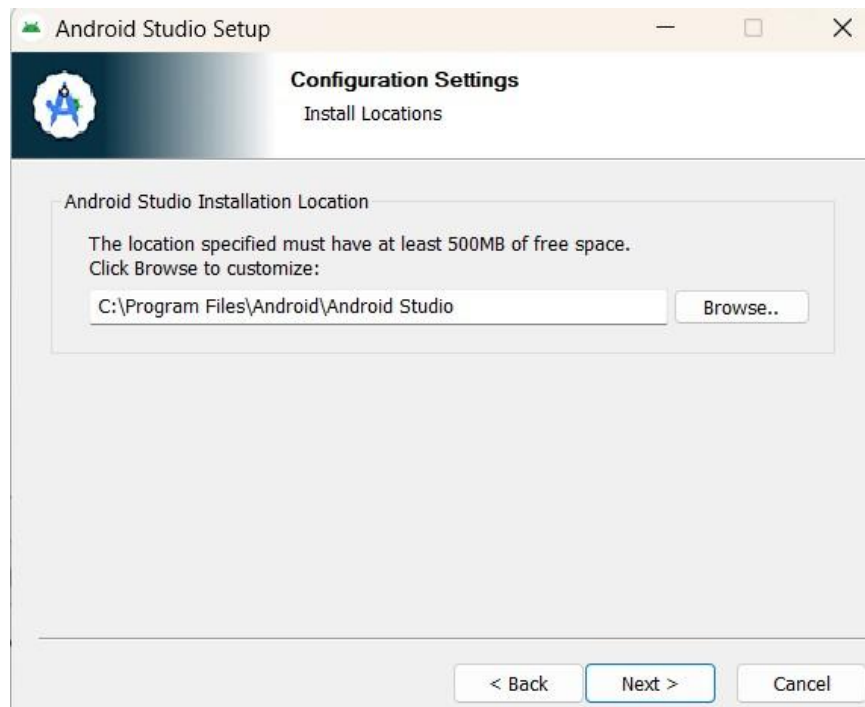 Android Studio Setup
Configuration Settings
Install Locations
Android Studio Installation Location
The location specified must have at least 500MB of free space.
Click Browse to customize:
C:\Program Files\Android\Android Studio
Browse..
< Back
Next >
Cancel